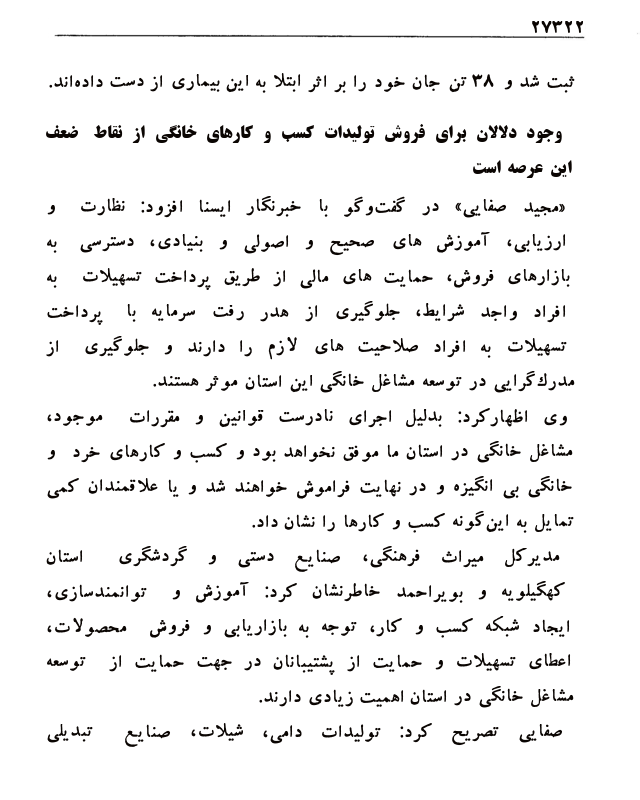 ۲۷۳۲۲
ثبت شد و ۳۸ تن جان خود را بر اثر ابتلا به این بیماری از دست داده‌اند.
وجود دلالان برای فروش تولیدات کسب و کارهای خانگی از نقاط ضعف
این عرصه است
«مجید صفایی» در گفت‌وگو با خبرنگار ایسنا افزود: نظارت و
ارزیابی، آموزش های صحیح و اصولی و بنیادی، دسترسی به
بازارهای فروش، حمایت های مالی از طریق پرداخت تسهیلات به
افراد واجد شرایط، جلوگیری از هدر رفت سرمایه با پرداخت
تسهیلات به افراد صلاحیت های لازم را دارند و جلوگیری از
مدرک‌گرایی در توسعه مشاغل خانگی این استان موثر هستند.
وی اظهارکرد: بدلیل اجرای نادرست قوانین و مقررات موجود،
مشاغل خانگی در استان ما موفق نخواهد بود و کسب و کارهای خرد و
خانگی بی انگیزه و در نهایت فراموش خواهند شد و یا علاقمندان کمی
تمایل به این‌گونه کسب و کارها را نشان داد.
مدیرکل میراث فرهنگی، صنایع دستی و گردشگری استان
کهگیلویه و بویراحمد خاطرنشان کرد: آموزش و توانمندسازی،
ایجاد شبکه کسب و کار، توجه به بازاریابی و فروش محصولات،
اعطای تسهیلات و حمایت از پشتیبانان در جهت حمایت از توسعه
مشاغل خانگی در استان اهمیت زیادی دارند.
صفایی تصریح کرد: تولیدات دامی، شیلات، صنایع تبدیلی